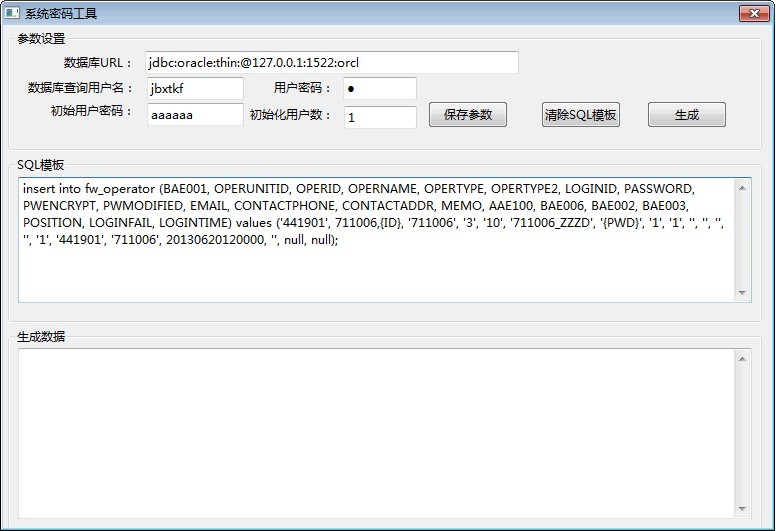 系统密码工具
参数设置
数据库URL： jdbc:oracle:thin:@127.0.0.1:1522:orcl
数据库查询用户名： jbxtkf 用户密码： ●
初始用户密码： aaaaaa 初始化用户数： 1 保存参数 清除SQL模板 生成
SQL模板
insert into fw_operator (BAE001, OPERUNITID, OPERID, OPERNAME, OPERTYPE, OPERTYPE2, LOGINID, PASSWORD,
PWENCRYPT, PWMODIFIED, EMAIL, CONTACTPHONE, CONTACTADDR, MEMO, AAE100, BAE006, BAE002, BAE003,
POSITION, LOGINFAIL, LOGINTIME) values ('441901', 711006,{ID}, '711006', '3', '10', '711006_ZZZD', '{PWD}', '1', '1', '', '', '',
'', '1', '441901', '711006', 20130620120000, '', null, null);
生成数据